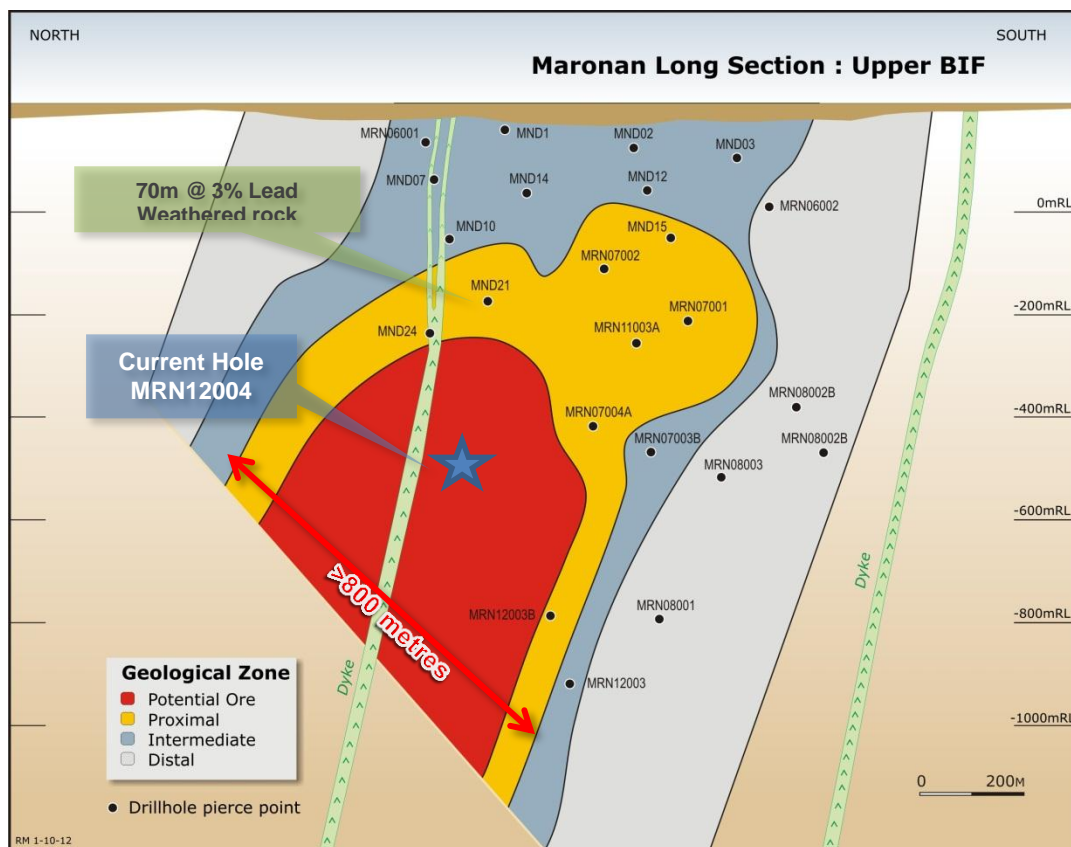 NORTH
SOUTH
Maronan Long Section : Upper BIF
MRN06001
MND1
MND02
MND03
70m @ 3% Lead
Weathered rock
MND07
MND14
MND12
MRN06002
0mRL
MND10
MND15
MRN07002
MND21
MRN07001
-200mRL
MND24
MRN11003A
Current Hole
MRN12004
MRN08002B
-400mRL
MRN07004A
MRN07003B
MRN08002B
MRN08003
-600mRL
Dyke
>800 metres
MRN12003B
MRN08001
-800mRL
Dyke
MRN12003
Geological Zone
Potential Ore
Proximal
Intermediate
Distal
-1000mRL
0 200M
Drillhole pierce point
RM 1-10-12